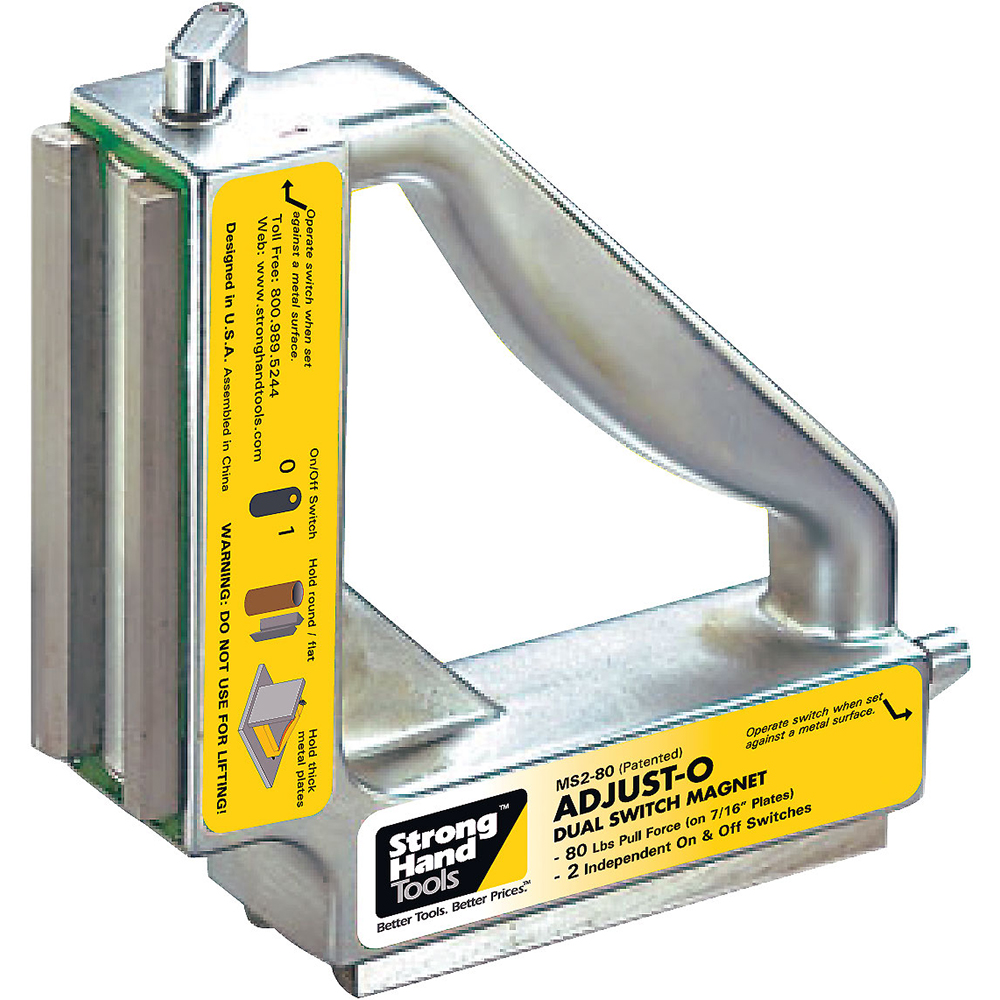 Operate switch when set
against a metal surface.
Toll Free: 800.989.5244
Web: www.stronghandtools.com
Designed in U.S.A. Assembled in China
On/Off Switch
0 1
Hold round / flat
Hold thick
metal plates
WARNING: DO NOT USE FOR LIFTING!
Strong
Hand
Tools
™
Better Tools. Better Prices.™
MS2-80 (Patented)
ADJUST-O
DUAL SWITCH MAGNET
- 80 Lbs Pull Force (on 7/16" Plates)
- 2 Independent On & Off Switches
Operate switch when set
against a metal surface.